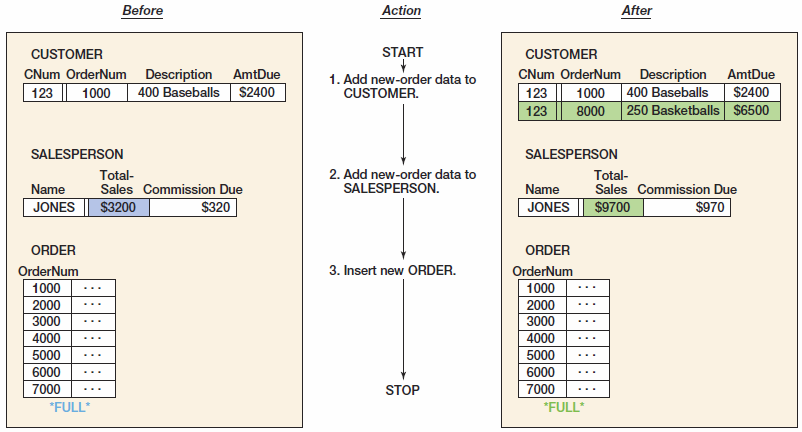 Before
CUSTOMER
CNum OrderNum Description AmtDue
123 1000 400 Baseballs $2400
SALESPERSON
Total-
Name Sales Commission Due
JONES $3200 $320
ORDER
OrderNum
1000 ...
2000 ...
3000 ...
4000 ...
5000 ...
6000 ...
7000 ...
*FULL*
Action
START
1. Add new-order data to
CUSTOMER.
2. Add new-order data to
SALESPERSON.
3. Insert new ORDER.
STOP
After
CUSTOMER
CNum OrderNum Description AmtDue
123 1000 400 Baseballs $2400
123 8000 250 Basketballs $6500
SALESPERSON
Total-
Name Sales Commission Due
JONES $9700 $970
ORDER
OrderNum
1000 ...
2000 ...
3000 ...
4000 ...
5000 ...
6000 ...
7000 ...
*FULL*